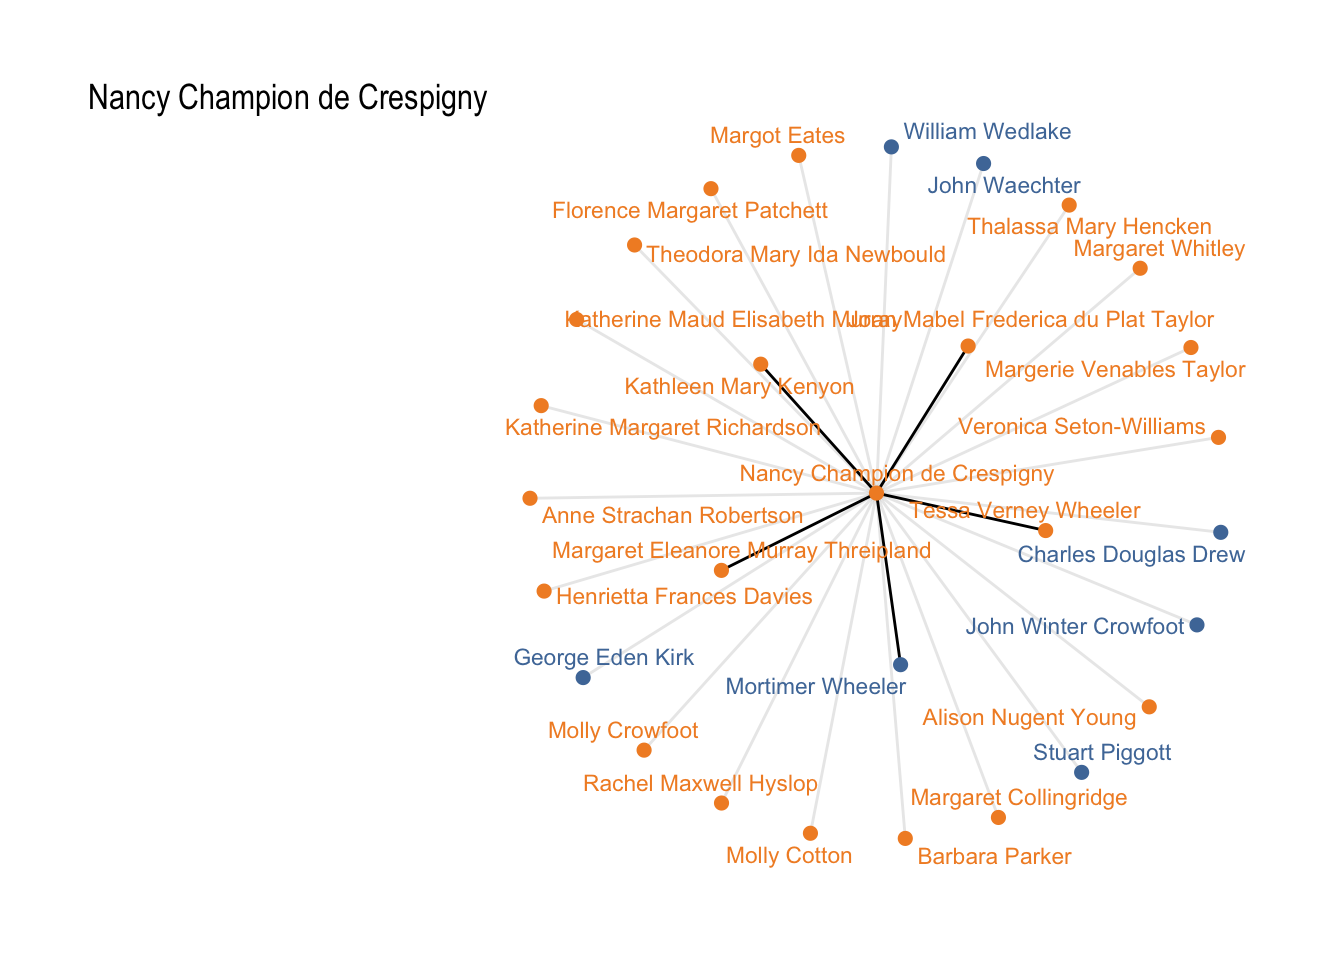 Nancy Champion de Crespigny
William Wedlake
Margot Eates
John Waechter
Florence Margaret Patchett
Thalassa Mary Hencken
Margaret Whitley
Theodora Mary Ida Newbould
Katherine Maud Elisabeth Murray
Joan Mabel Frederica du Plat Taylor
Margerie Venables Taylor
Kathleen Mary Kenyon
Katherine Margaret Richardson
Veronica Seton-Williams
Nancy Champion de Crespigny
Tessa Verney Wheeler
Anne Strachan Robertson
Margaret Eleanore Murray Threipland
Charles Douglas Drew
Henrietta Frances Davies
John Winter Crowfoot
George Eden Kirk
Mortimer Wheeler
Alison Nugent Young
Molly Crowfoot
Stuart Piggott
Rachel Maxwell Hyslop
Margaret Collingridge
Molly Cotton
Barbara Parker